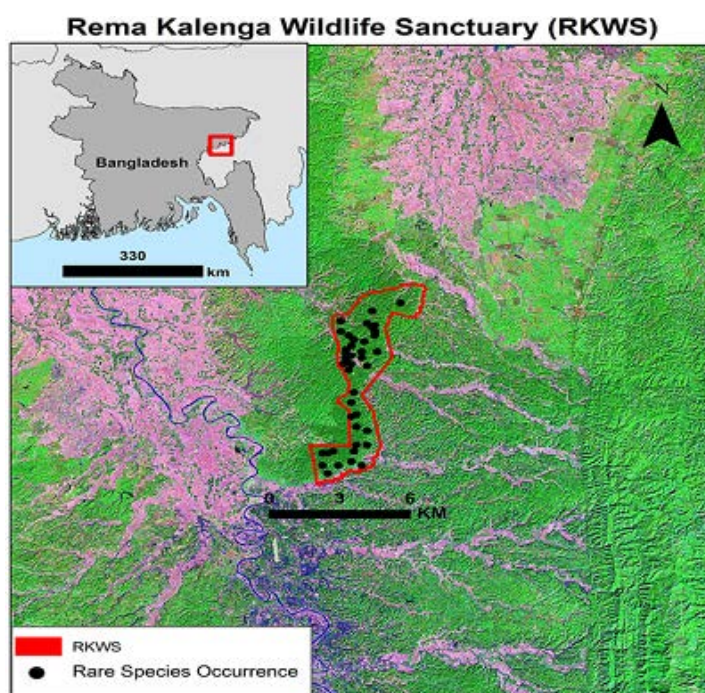 Rema Kalenga Wildlife Sanctuary (RKWS)
Bangladesh
330
km
N
0 3 6
KM
RKWS
Rare Species Occurrence